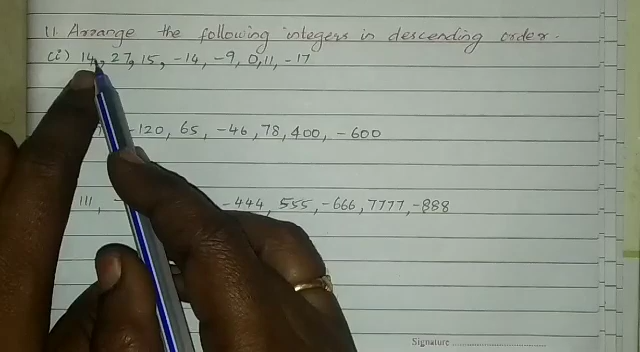 11. Arrange the following integers in descending order.
(i) 14, 27, 15, -14, -9, 0, 11, -17
-120, 65, -46, 78, 400, -600
111, -444, 555, -666, 7777, -888
Signature